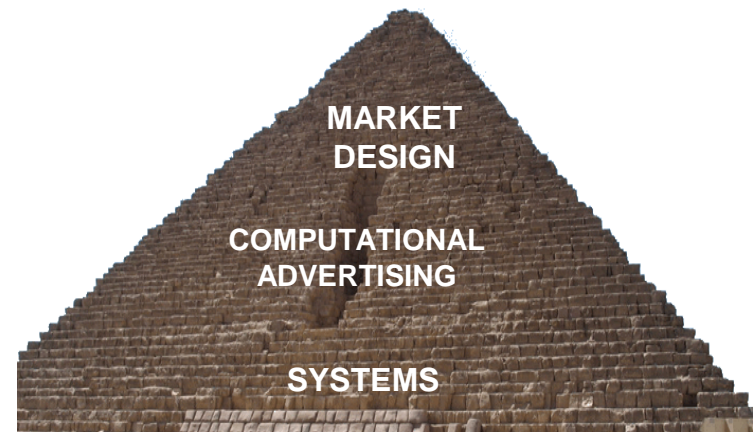 MARKET
DESIGN
COMPUTATIONAL
ADVERTISING
SYSTEMS